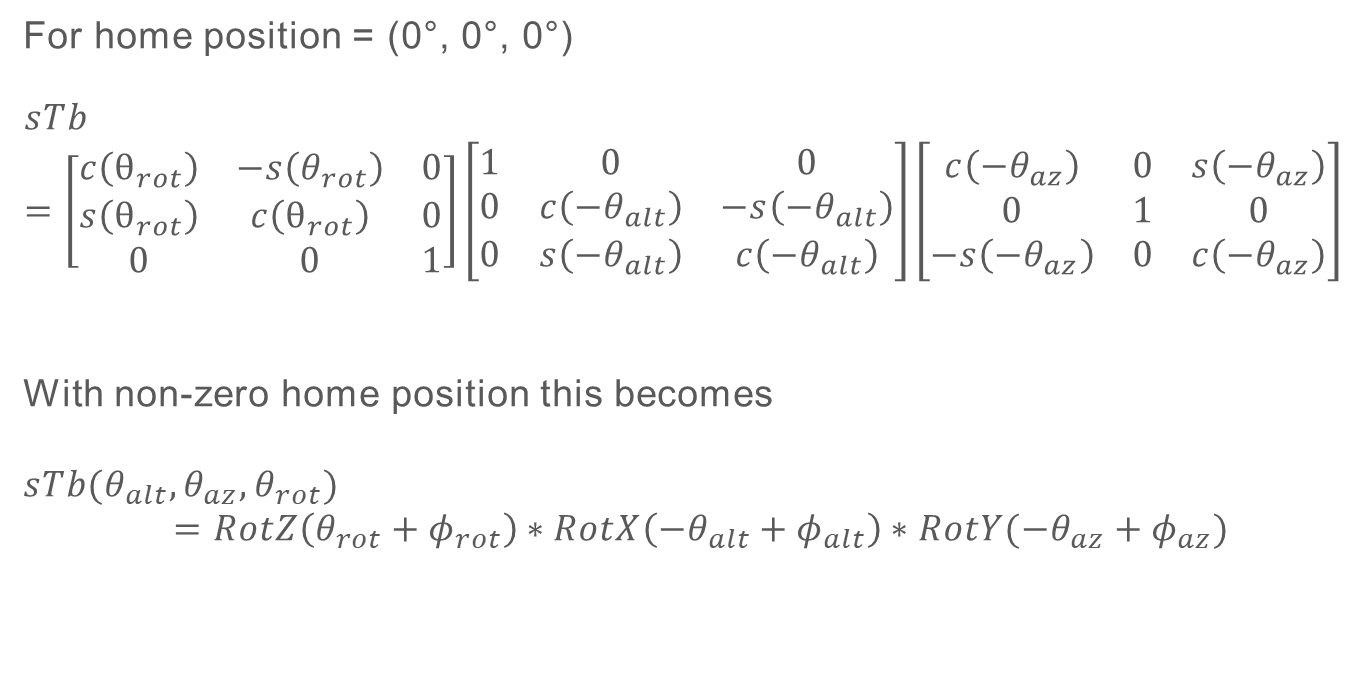 For home position = (0°, 0°, 0°)
sTb
= [c(θ_rot) −s(θ_rot) 0; s(θ_rot) c(θ_rot) 0; 0 0 1] [1 0 0; 0 c(−θ_alt) −s(−θ_alt); 0 s(−θ_alt) c(−θ_alt)] [c(−θ_az) 0 s(−θ_az); 0 1 0; −s(−θ_az) 0 c(−θ_az)]
With non-zero home position this becomes
sTb(θ_alt, θ_az, θ_rot)
= RotZ(θ_rot + ϕ_rot) ∗ RotX(−θ_alt + ϕ_alt) ∗ RotY(−θ_az + ϕ_az)